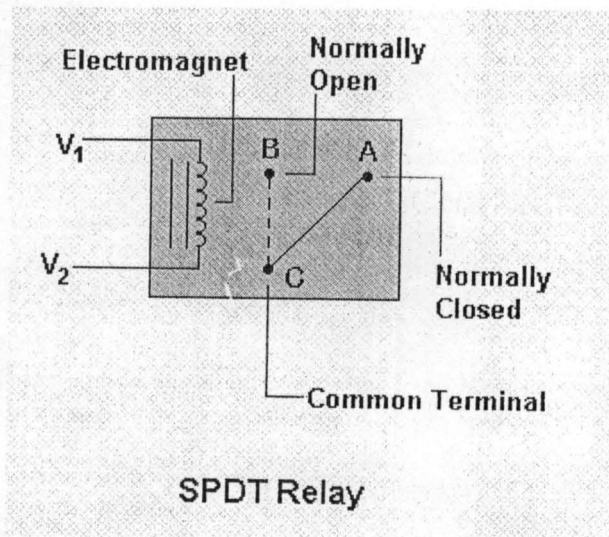 Electromagnet
Normally
Open
V1
B
A
V2
C
Normally
Closed
Common Terminal
SPDT Relay